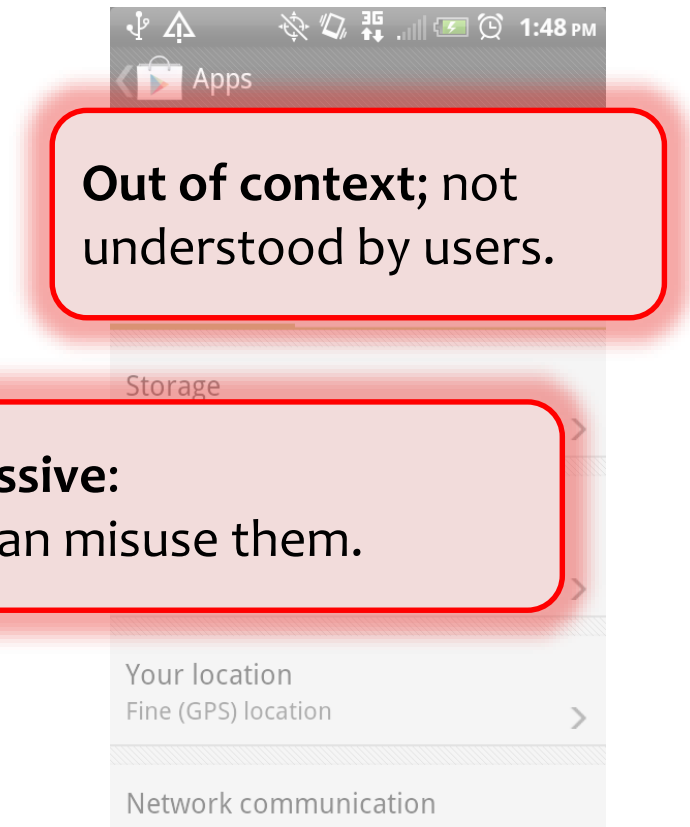 3G 1:48 PM
Apps
Out of context; not
understood by users.
Storage
ssive:
an misuse them.
Your location
Fine (GPS) location
Network communication